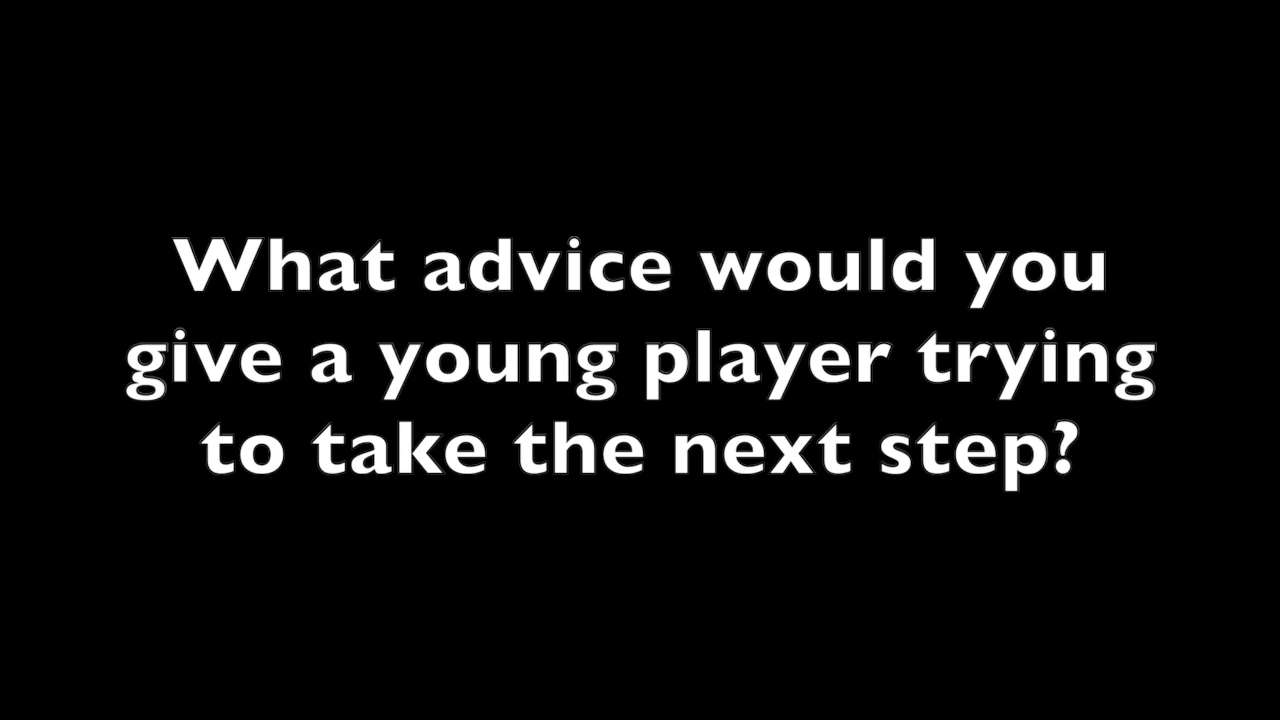 What advice would you
give a young player trying
to take the next step?